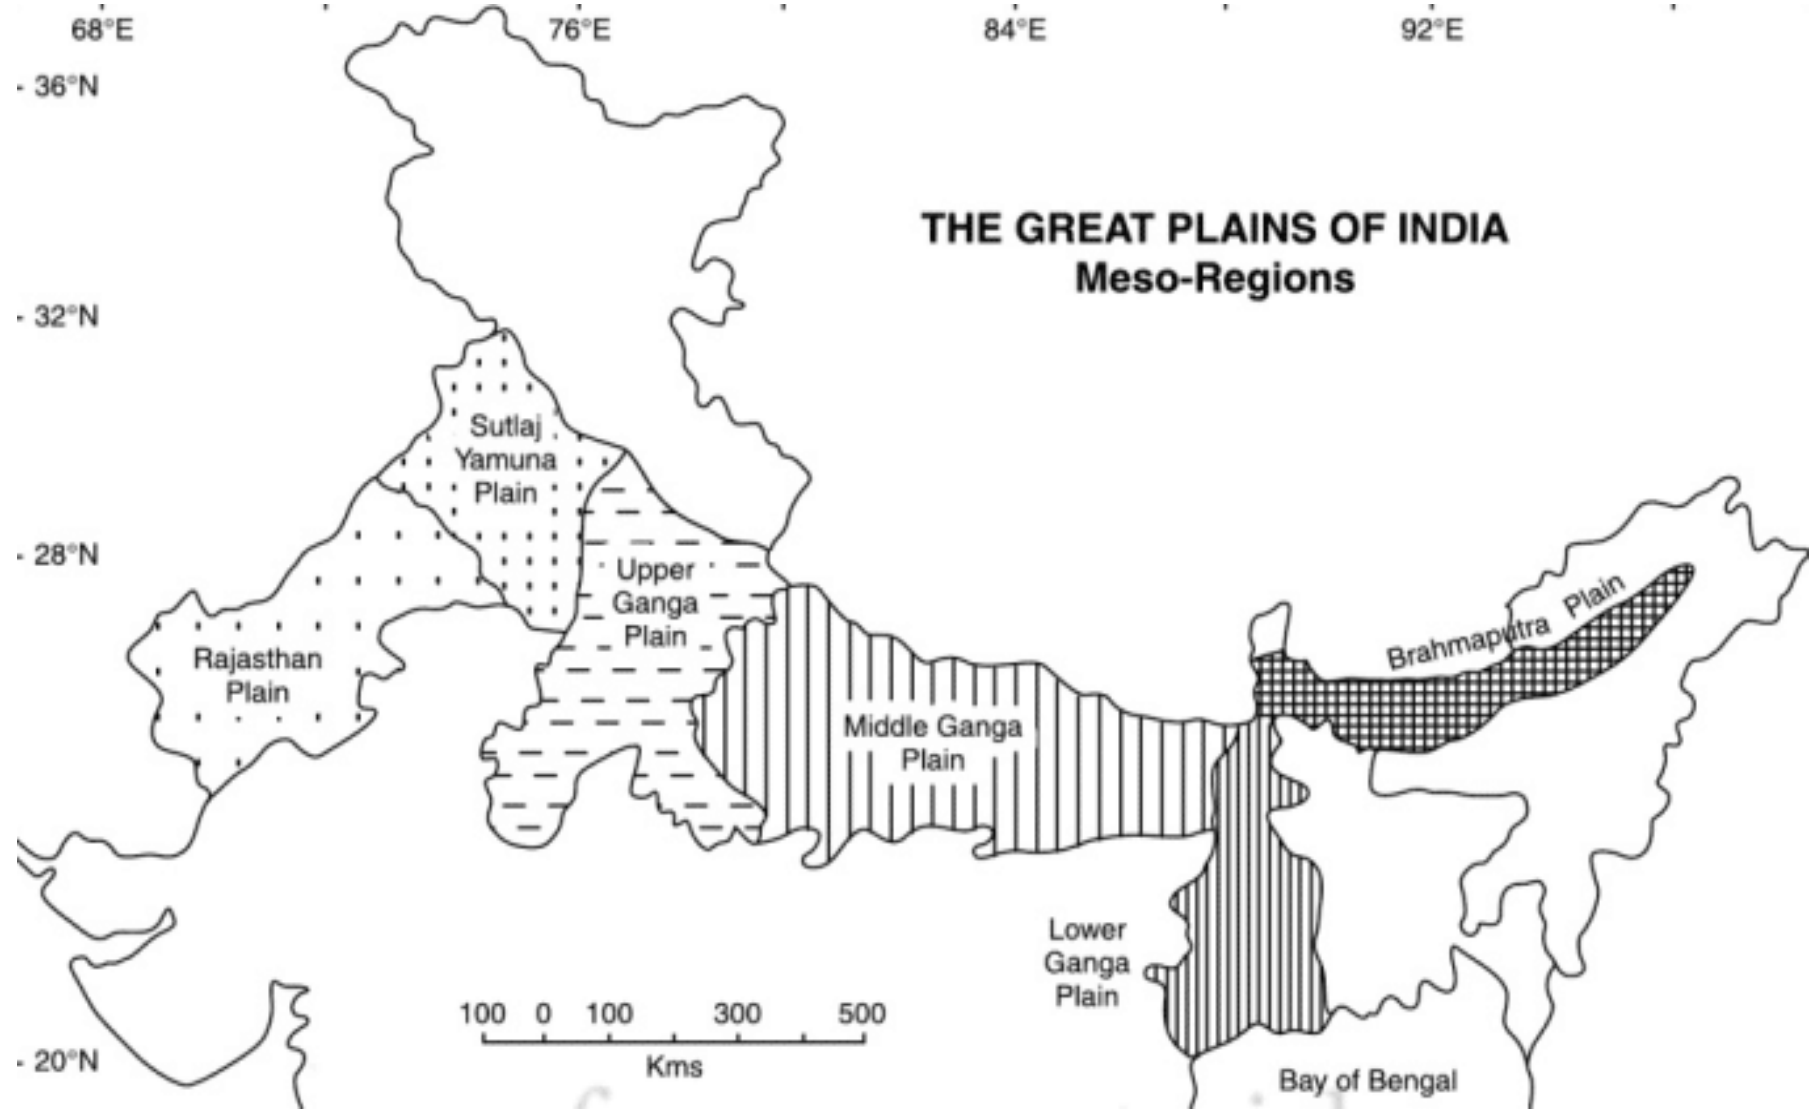 68°E 76°E 84°E 92°E
36°N
THE GREAT PLAINS OF INDIA
Meso-Regions
32°N
Sutlaj
Yamuna
Plain
28°N
Upper
Ganga
Plain
Brahmaputra Plain
Rajasthan
Plain
Middle Ganga
Plain
Lower
Ganga
Plain
100 0 100 300 500
Kms
20°N
Bay of Bengal